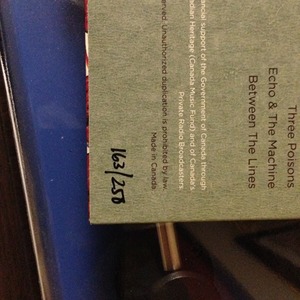 Three Poisons
Echo & The Machine
Between The Lines
ancial support of the Government of Canada through
adian Heritage (Canada Music Fund) and of Canada's
Private Radio Broadcasters
erved. Unauthorized duplication is prohibited by law.
Made in Canada.
163/250